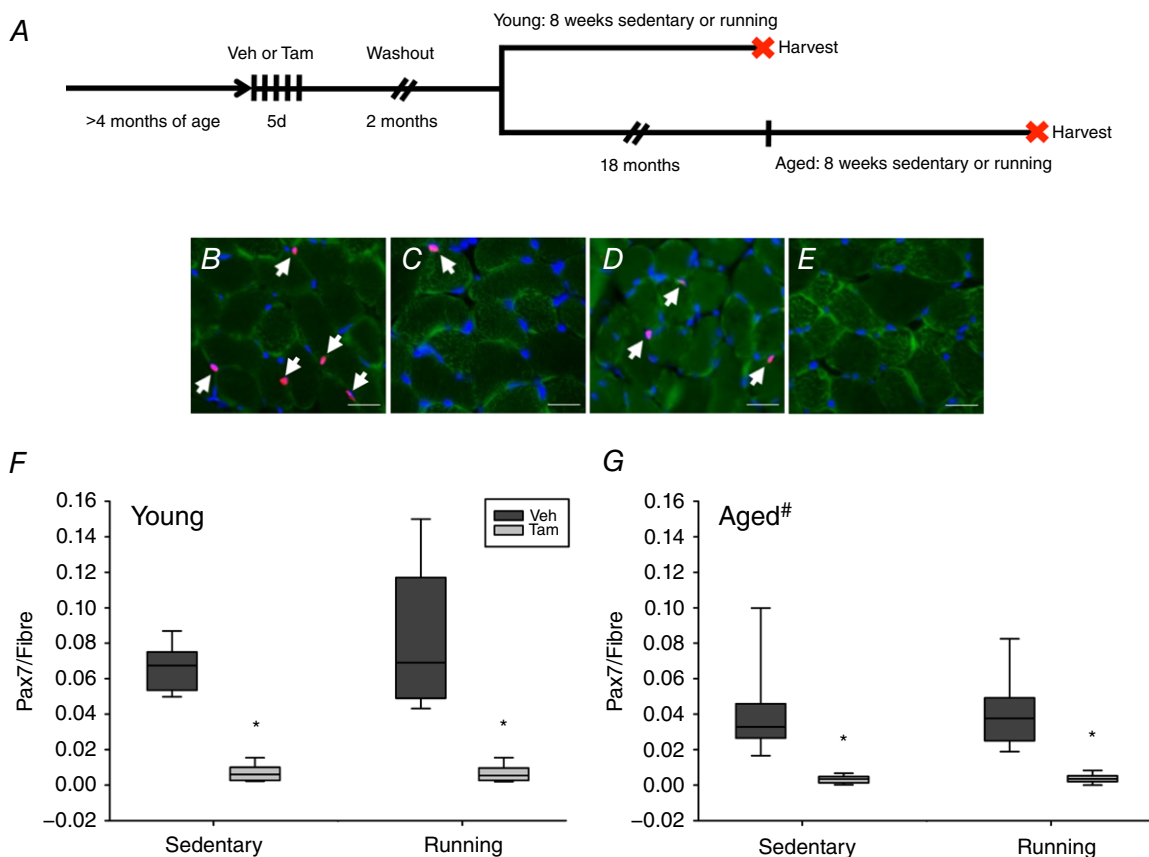 A
Young: 8 weeks sedentary or running
Veh or Tam
Washout
Harvest
>4 months of age
5d
2 months
Harvest
18 months
Aged: 8 weeks sedentary or running
B
C
D
E
F
G
0.16
0.14
0.12
0.10
0.08
0.06
0.04
0.02
0.00
−0.02
Pax7/Fibre
Young
Veh
Tam
*
*
Sedentary
Running
0.16
0.14
0.12
0.10
0.08
0.06
0.04
0.02
0.00
−0.02
Pax7/Fibre
Aged#
*
*
Sedentary
Running